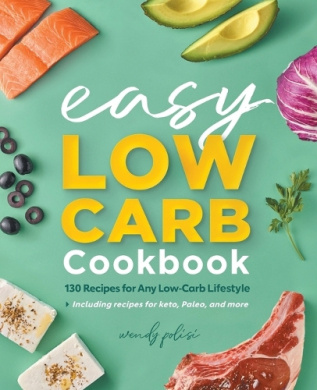 easy
LOW
CARB
Cookbook
130 Recipes for Any Low-Carb Lifestyle
Including recipes for keto, Paleo, and more
wendy polisi